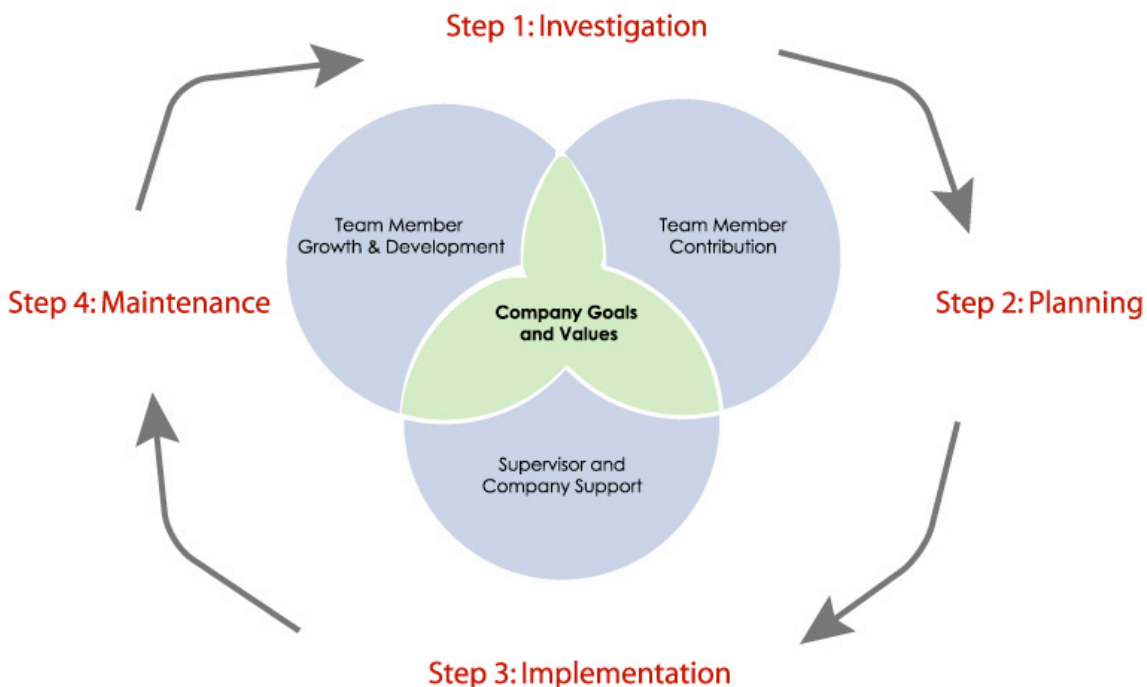 Step 1: Investigation
Team Member
Growth & Development
Team Member
Contribution
Step 4: Maintenance
Company Goals
and Values
Step 2: Planning
Supervisor and
Company Support
Step 3: Implementation